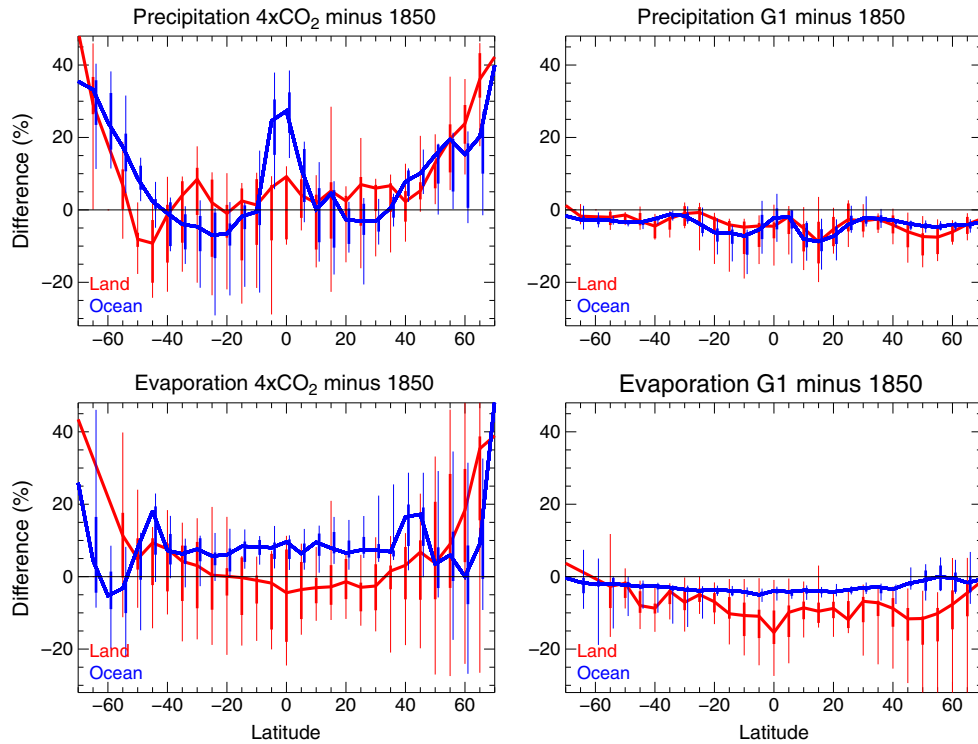 Precipitation 4xCO₂ minus 1850
Precipitation G1 minus 1850
Difference (%)
40
20
0
−20
Land
Ocean
−60 −40 −20 0 20 40 60
40
20
0
−20
Land
Ocean
−60 −40 −20 0 20 40 60
Evaporation 4xCO₂ minus 1850
Evaporation G1 minus 1850
Difference (%)
40
20
0
−20
Land
Ocean
−60 −40 −20 0 20 40 60
Latitude
40
20
0
−20
Land
Ocean
−60 −40 −20 0 20 40 60
Latitude